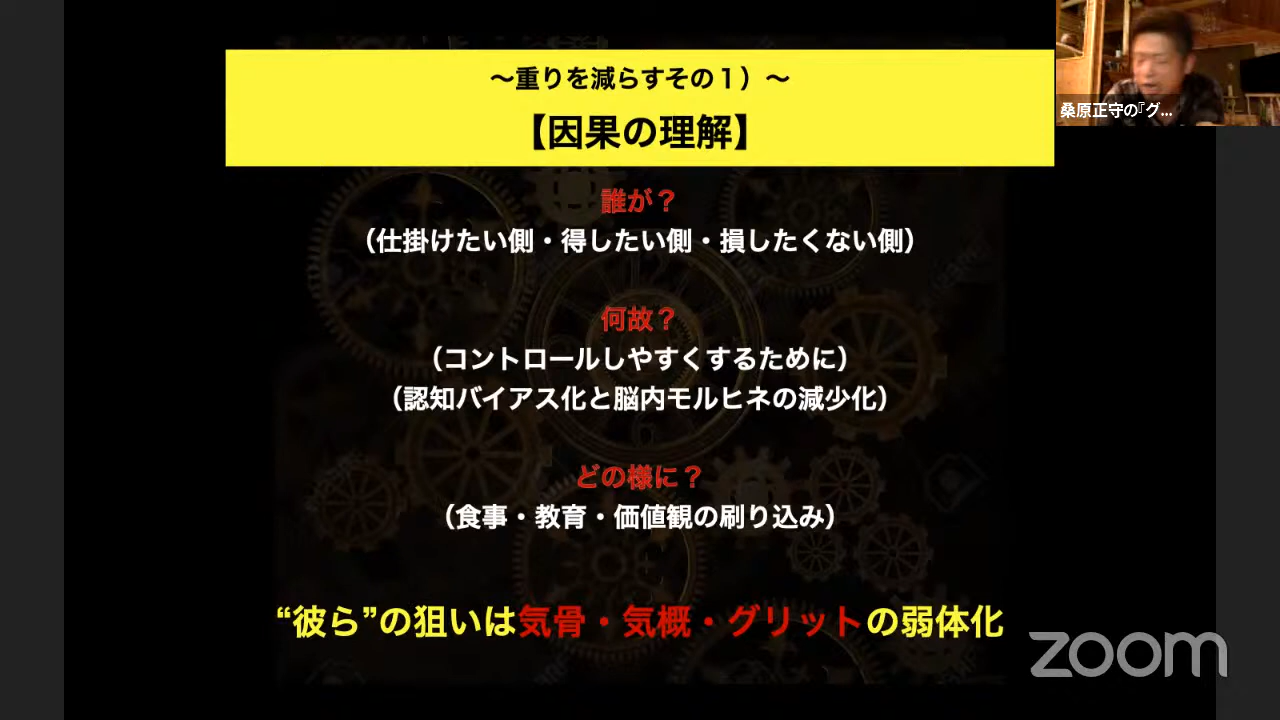 〜重りを減らすその１）〜
【因果の理解】
桑原正守の『グ...
誰が？
（仕掛けたい側・得したい側・損したくない側）
何故？
（コントロールしやすくするために）
（認知バイアス化と脳内モルヒネの減少化）
どの様に？
（食事・教育・価値観の刷り込み）
“彼ら”の狙いは気骨・気概・グリットの弱体化
zoom